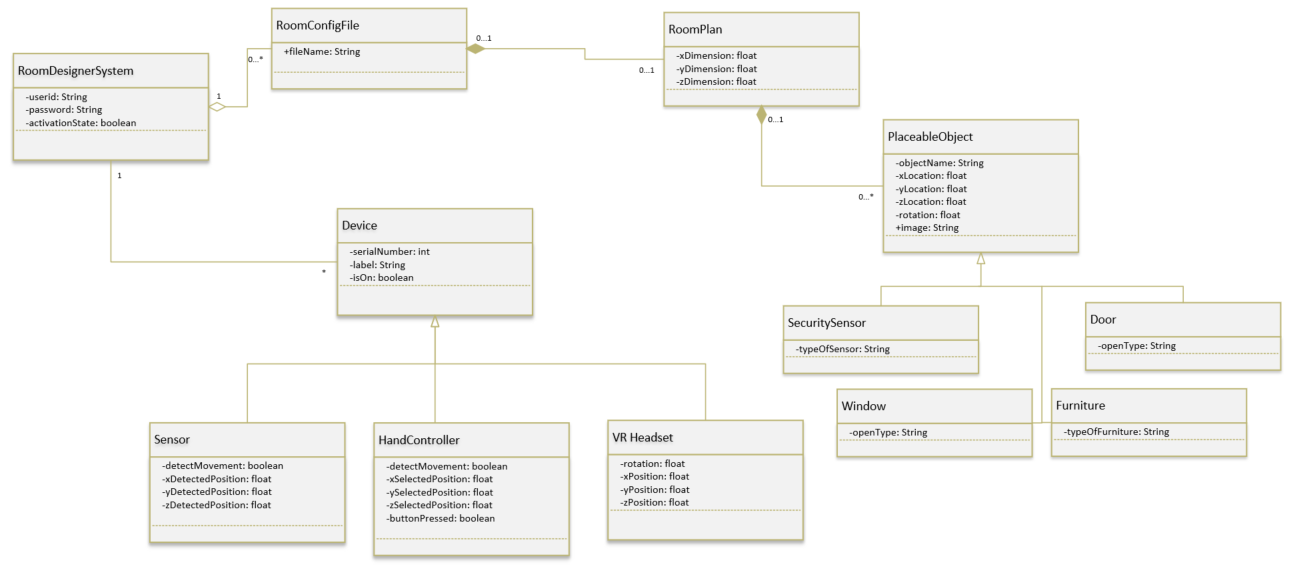 RoomConfigFile
+fileName: String
RoomPlan
-xDimension: float
-yDimension: float
-zDimension: float
RoomDesignerSystem
-userid: String
-password: String
-activationState: boolean
0...*
1
0...1
0...1
0...1
PlaceableObject
-objectName: String
-xLocation: float
-yLocation: float
-zLocation: float
-rotation: float
+image: String
0...*
1
*
Device
-serialNumber: int
-label: String
-isOn: boolean
SecuritySensor
-typeOfSensor: String
Door
-openType: String
Window
-openType: String
Furniture
-typeOfFurniture: String
Sensor
-detectMovement: boolean
-xDetectedPosition: float
-yDetectedPosition: float
-zDetectedPosition: float
HandController
-detectMovement: boolean
-xSelectedPosition: float
-ySelectedPosition: float
-zSelectedPosition: float
-buttonPressed: boolean
VR Headset
-rotation: float
-xPosition: float
-yPosition: float
-zPosition: float